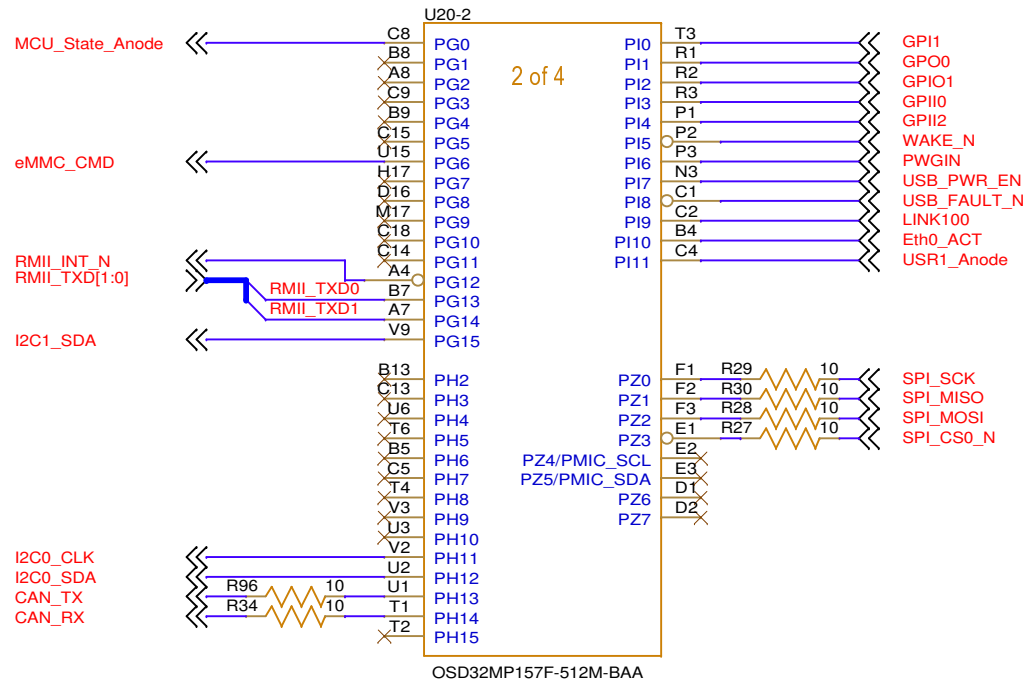 U20-2
2 of 4
MCU_State_Anode C8 PG0 PI0 T3 GPI1
B8 PG1 PI1 R1 GPO0
A8 PG2 PI2 R2 GPIO1
C9 PG3 PI3 R3 GPII0
B9 PG4 PI4 P1 GPII2
C15 PG5 PI5 P2 WAKE_N
eMMC_CMD U15 PG6 PI6 P3 PWGIN
H17 PG7 PI7 N3 USB_PWR_EN
D16 PG8 PI8 C1 USB_FAULT_N
M17 PG9 PI9 C2 LINK100
C18 PG10 PI10 B4 Eth0_ACT
C14 PG11 PI11 C4 USR1_Anode
RMII_INT_N A4 PG12
RMII_TXD[1:0] RMII_TXD0 B7 PG13
RMII_TXD1 A7 PG14
I2C1_SDA V9 PG15
B13 PH2 PZ0 F1 R29 10 SPI_SCK
C13 PH3 PZ1 F2 R30 10 SPI_MISO
U6 PH4 PZ2 F3 R28 10 SPI_MOSI
T6 PH5 PZ3 E1 R27 10 SPI_CS0_N
B5 PH6 PZ4/PMIC_SCL E2
C5 PH7 PZ5/PMIC_SDA E3
T4 PH8 PZ6 D1
V3 PH9 PZ7 D2
U3 PH10
I2C0_CLK V2 PH11
I2C0_SDA U2 PH12
CAN_TX R96 10 U1 PH13
CAN_RX R34 10 T1 PH14
T2 PH15
OSD32MP157F-512M-BAA